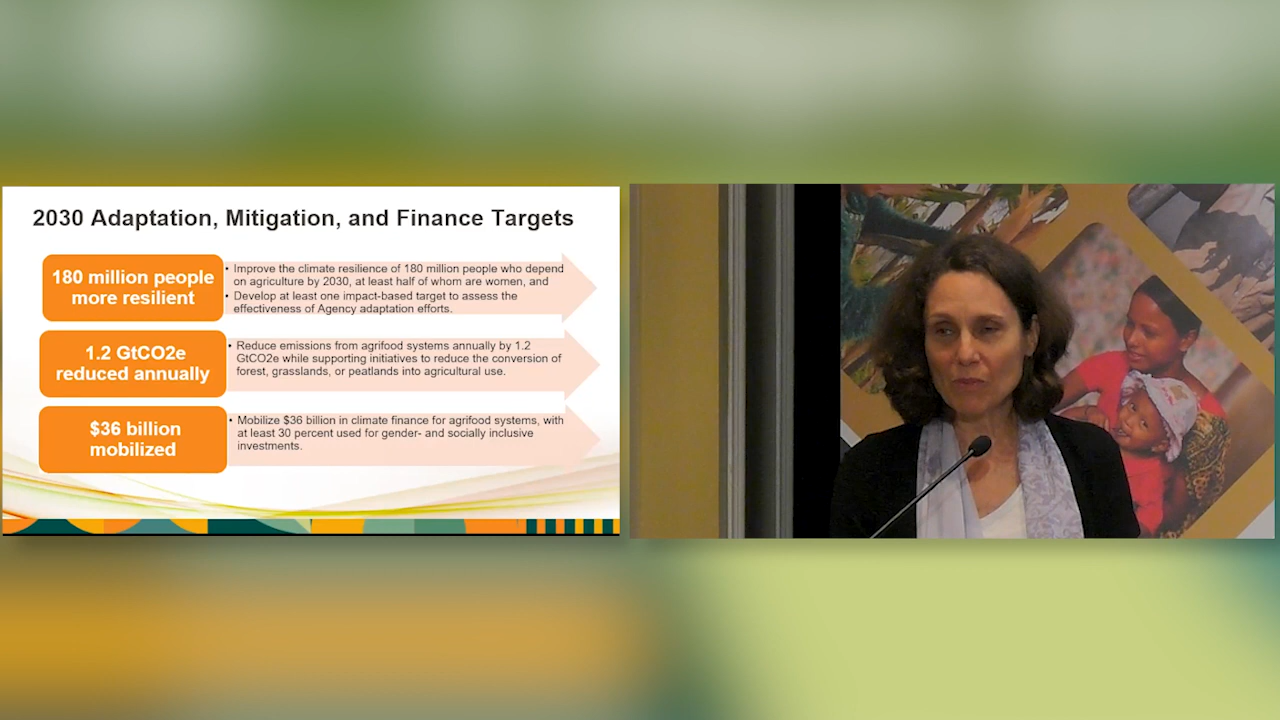 2030 Adaptation, Mitigation, and Finance Targets
180 million people
more resilient
• Improve the climate resilience of 180 million people who depend
on agriculture by 2030, at least half of whom are women, and
• Develop at least one impact-based target to assess the
effectiveness of Agency adaptation efforts.
1.2 GtCO2e
reduced annually
• Reduce emissions from agrifood systems annually by 1.2
GtCO2e while supporting initiatives to reduce the conversion of
forest, grasslands, or peatlands into agricultural use.
$36 billion
mobilized
• Mobilize $36 billion in climate finance for agrifood systems, with
at least 30 percent used for gender- and socially inclusive
investments.